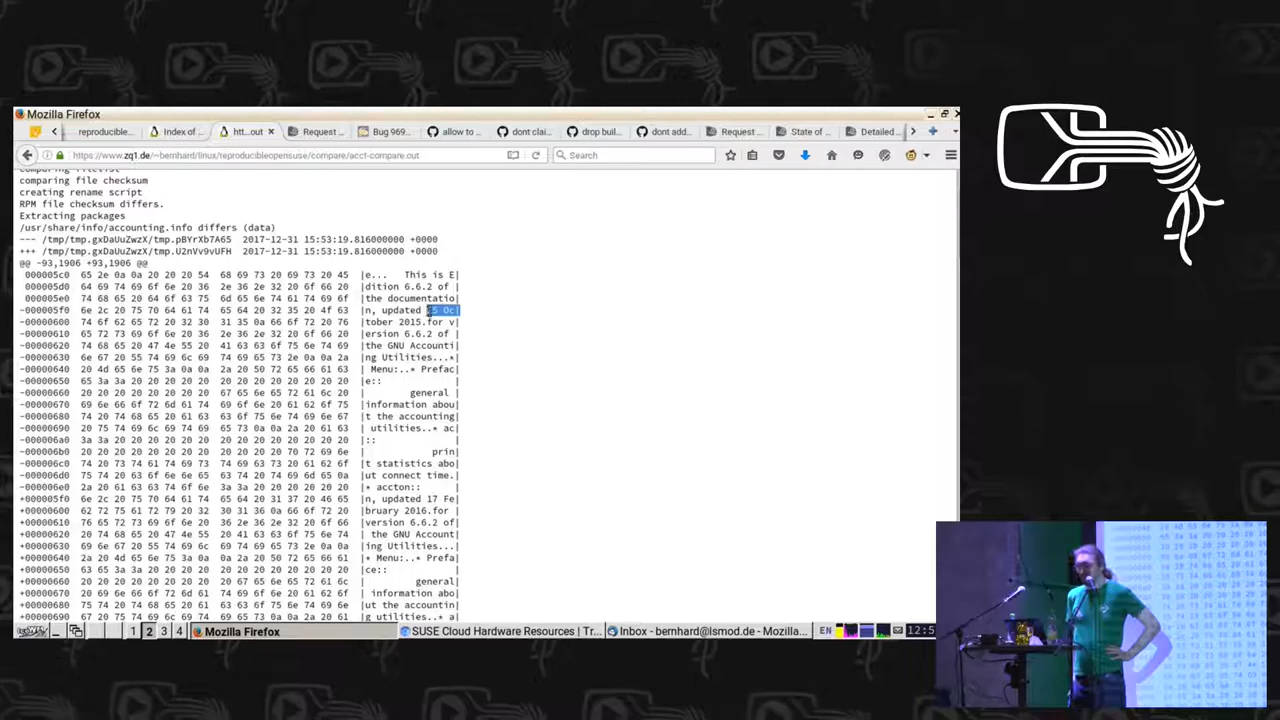 Mozilla Firefox
reproducible... Index of ... htt...out Request ... Bug 969... allow to ... dont clai... drop buil... dont add... Request ... State of ... Detailed ...
https://www.zq1.de/~bernhard/linux/reproducibleopensuse/compare/acct-compare.out Search
comparing filelist
comparing file checksum
creating rename script
RPM file checksum differs.
Extracting packages
/usr/share/info/accounting.info differs (data)
--- /tmp/tmp.gxDaUuZwzX/tmp.pBYrXb7A65 2017-12-31 15:53:19.816000000 +0000
+++ /tmp/tmp.gxDaUuZwzX/tmp.U2nVv9vUFH 2017-12-31 15:53:19.816000000 +0000
@@ -93,1906 +93,1906 @@
000005c0 65 2e 0a 0a 20 20 20 54 68 69 73 20 69 73 20 45 |e... This is E|
000005d0 64 69 74 69 6f 6e 20 36 2e 36 2e 32 20 6f 66 20 |dition 6.6.2 of |
000005e0 74 68 65 20 64 6f 63 75 6d 65 6e 74 61 74 69 6f |the documentatio|
-000005f0 6e 2c 20 75 70 64 61 74 65 64 20 32 35 20 4f 63 |n, updated 25 Oc|
-00000600 74 6f 62 65 72 20 32 30 31 35 0a 66 6f 72 20 76 |tober 2015.for v|
-00000610 65 72 73 69 6f 6e 20 36 2e 36 2e 32 20 6f 66 20 |ersion 6.6.2 of |
-00000620 74 68 65 20 47 4e 55 20 41 63 63 6f 75 6e 74 69 |the GNU Accounti|
-00000630 6e 67 20 55 74 69 6c 69 74 69 65 73 2e 0a 0a 2a |ng Utilities...*|
-00000640 20 4d 65 6e 75 3a 0a 0a 2a 20 50 72 65 66 61 63 | Menu:..* Prefac|
-00000650 65 3a 3a 20 20 20 20 20 20 20 20 20 20 20 20 20 |e:: |
-00000660 20 20 20 20 20 20 20 20 67 65 6e 65 72 61 6c 20 | general |
-00000670 69 6e 66 6f 72 6d 61 74 69 6f 6e 20 61 62 6f 75 |information abou|
-00000680 74 20 74 68 65 20 61 63 63 6f 75 6e 74 69 6e 67 |t the accounting|
-00000690 20 75 74 69 6c 69 74 69 65 73 0a 0a 2a 20 61 63 | utilities..* ac|
-000006a0 3a 3a 20 20 20 20 20 20 20 20 20 20 20 20 20 20 |:: |
-000006b0 20 20 20 20 20 20 20 20 20 20 20 20 70 72 69 6e | prin|
-000006c0 74 20 73 74 61 74 69 73 74 69 63 73 20 61 62 6f |t statistics abo|
-000006d0 75 74 20 63 6f 6e 6e 65 63 74 20 74 69 6d 65 2e |ut connect time.|
-000006e0 2a 20 61 63 63 74 6f 6e 3a 3a 20 20 20 20 20 20 |* accton:: |
+000005f0 6e 2c 20 75 70 64 61 74 65 64 20 31 37 20 46 65 |n, updated 17 Fe|
+00000600 62 72 75 61 72 79 20 32 30 31 36 0a 66 6f 72 20 |bruary 2016.for |
+00000610 76 65 72 73 69 6f 6e 20 36 2e 36 2e 32 20 6f 66 |version 6.6.2 of|
+00000620 20 74 68 65 20 47 4e 55 20 41 63 63 6f 75 6e 74 | the GNU Account|
+00000630 69 6e 67 20 55 74 69 6c 69 74 69 65 73 2e 0a 0a |ing Utilities...|
+00000640 2a 20 4d 65 6e 75 3a 0a 0a 2a 20 50 72 65 66 61 |* Menu:..* Prefa|
+00000650 63 65 3a 3a 20 20 20 20 20 20 20 20 20 20 20 20 |ce:: |
+00000660 20 20 20 20 20 20 20 20 20 67 65 6e 65 72 61 6c | general|
+00000670 20 69 6e 66 6f 72 6d 61 74 69 6f 6e 20 61 62 6f | information abo|
+00000680 75 74 20 74 68 65 20 61 63 63 6f 75 6e 74 69 6e |ut the accountin|
+00000690 67 20 75 74 69 6c 69 74 69 65 73 |g utilities..* a|
1 2 3 4 Mozilla Firefox SUSE Cloud Hardware Resources | Tr... Inbox - bernhard@lsmod.de - Mozilla... EN 12:5